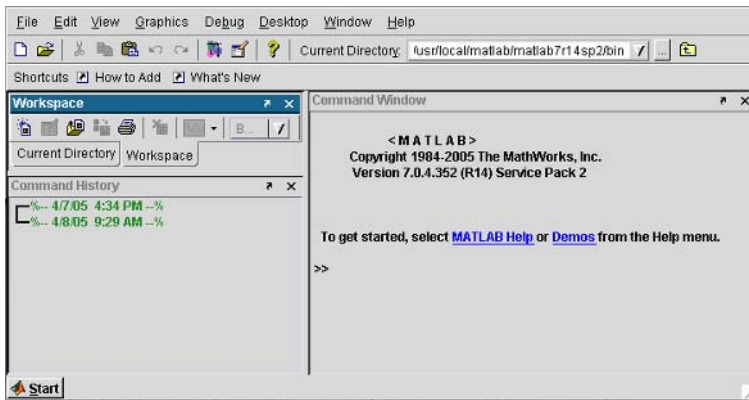 File Edit View Graphics Debug Desktop Window Help
Current Directory: /usr/local/matlab/matlab7r14sp2/bin ...
Shortcuts How to Add What's New
Workspace
B...
Current Directory Workspace
Command History
%-- 4/7/05 4:34 PM --%
%-- 4/8/05 9:29 AM --%
Command Window
<MATLAB>
Copyright 1984-2005 The MathWorks, Inc.
Version 7.0.4.352 (R14) Service Pack 2
To get started, select MATLAB Help or Demos from the Help menu.
>>
Start